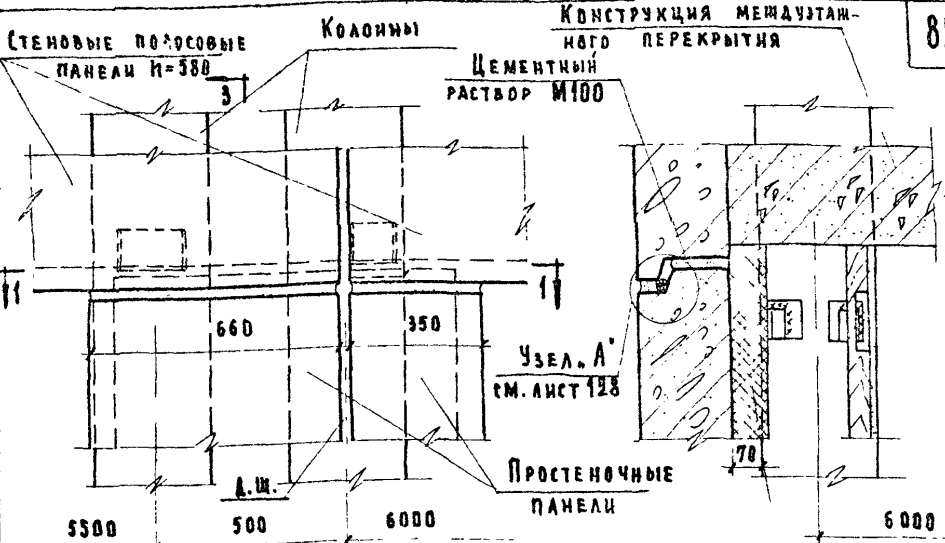 Стеновые полосовые
панели h=580
3
Колонны
Конструкция междуэтаж-
ного перекрытия
Цементный
раствор М100
1
1
660
350
Узел „А"
см. лист 128
70
Д.Ш.
Простеночные
панели
5500
500
6000
6000